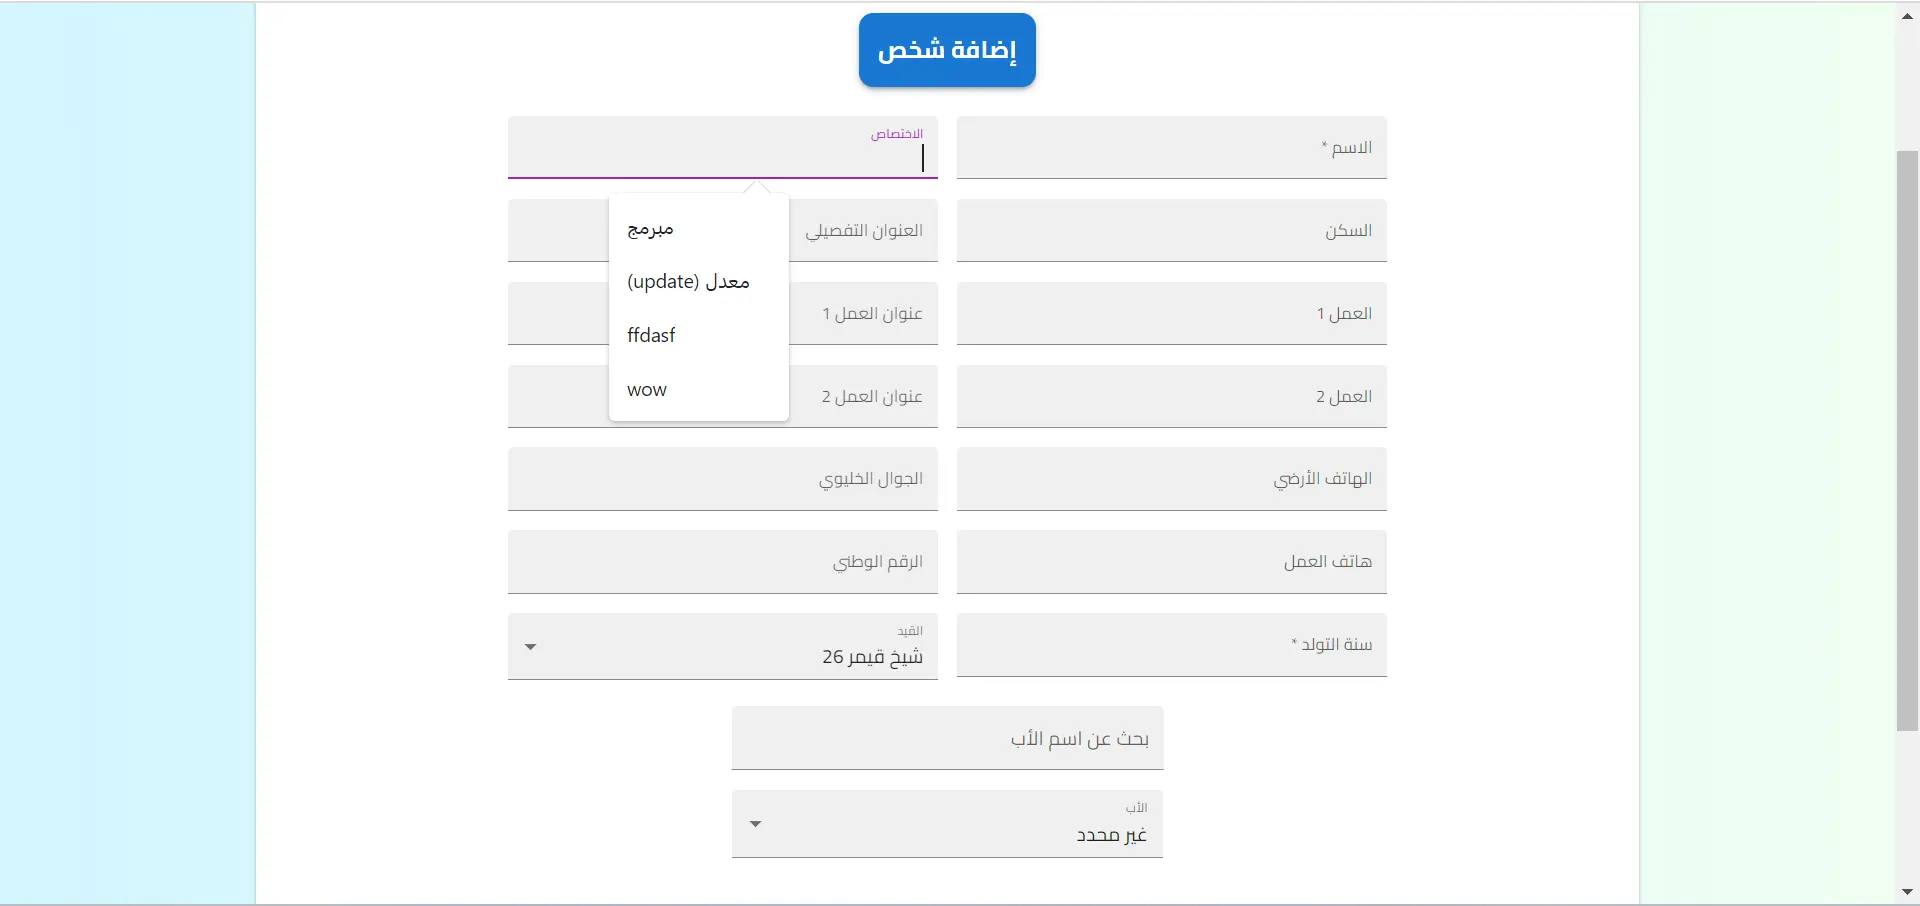 إضافة شخص
الاسم *
الاختصاص
السكن
العنوان التفصيلي
العمل 1
عنوان العمل 1
العمل 2
عنوان العمل 2
مبرمج
معدل (update)
ffdasf
wow
الهاتف الأرضي
الجوال الخليوي
هاتف العمل
الرقم الوطني
سنة التولد *
القيد
شيخ قيمر 26
بحث عن اسم الأب
الأب
غير محدد